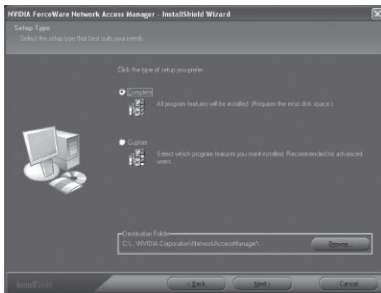 NVIDIA ForceWare Network Access Manager - InstallShield Wizard
Setup Type
Select the setup type that best suits your needs.
Click the type of setup you prefer.
Complete
All program features will be installed. (Requires the most disk space.)
Custom
Select which program features you want installed. Recommended for advanced
users.
Destination Folder
C:\...\NVIDIA Corporation\NetworkAccessManager\
Browse...
InstallShield
< Back
Next >
Cancel